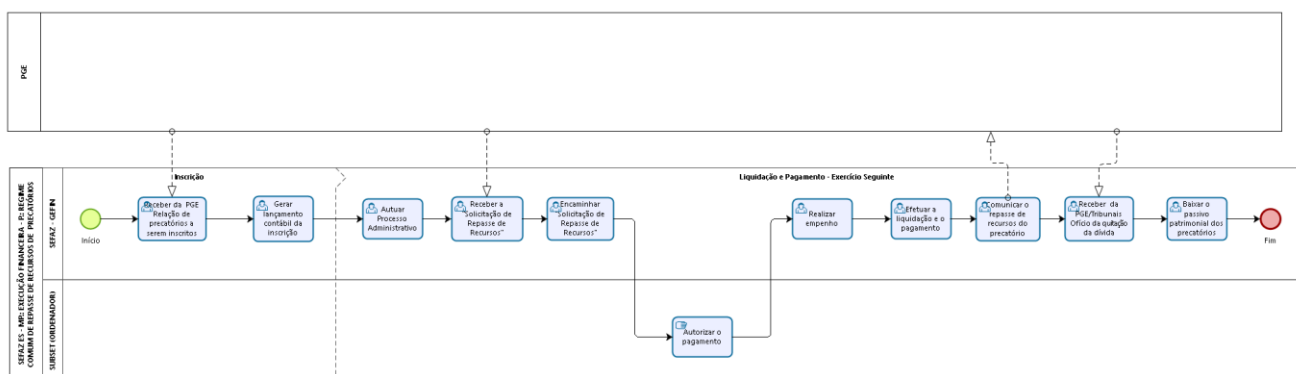 PGE
SEFAZ ES - MP.: EXECUÇÃO FINANCEIRA - P.: REGIME
COMUM DE REPASSE DE RECURSOS DE PRECATÓRIOS
SEFAZ - GEFIN
Inscrição
Liquidação e Pagamento - Exercício Seguinte
Início
Receber da PGE
Relação de
precatórios a
serem inscritos
Gerar
lançamento
contábil da
inscrição
Autuar
Processo
Administrativo
Receber a
Solicitação de
Repasse de
Recursos"
Encaminhar
Solicitação de
Repasse de
Recursos"
Realizar
empenho
Efetuar a
liquidação e o
pagamento
Comunicar o
repasse de
recursos do
precatório
Receber da
PGE/Tribunais
Ofício da quitação
da dívida
Baixar o
passivo
patrimonial dos
precatórios
Fim
SUBSET (ORDENADOR)
Autorizar o
pagamento